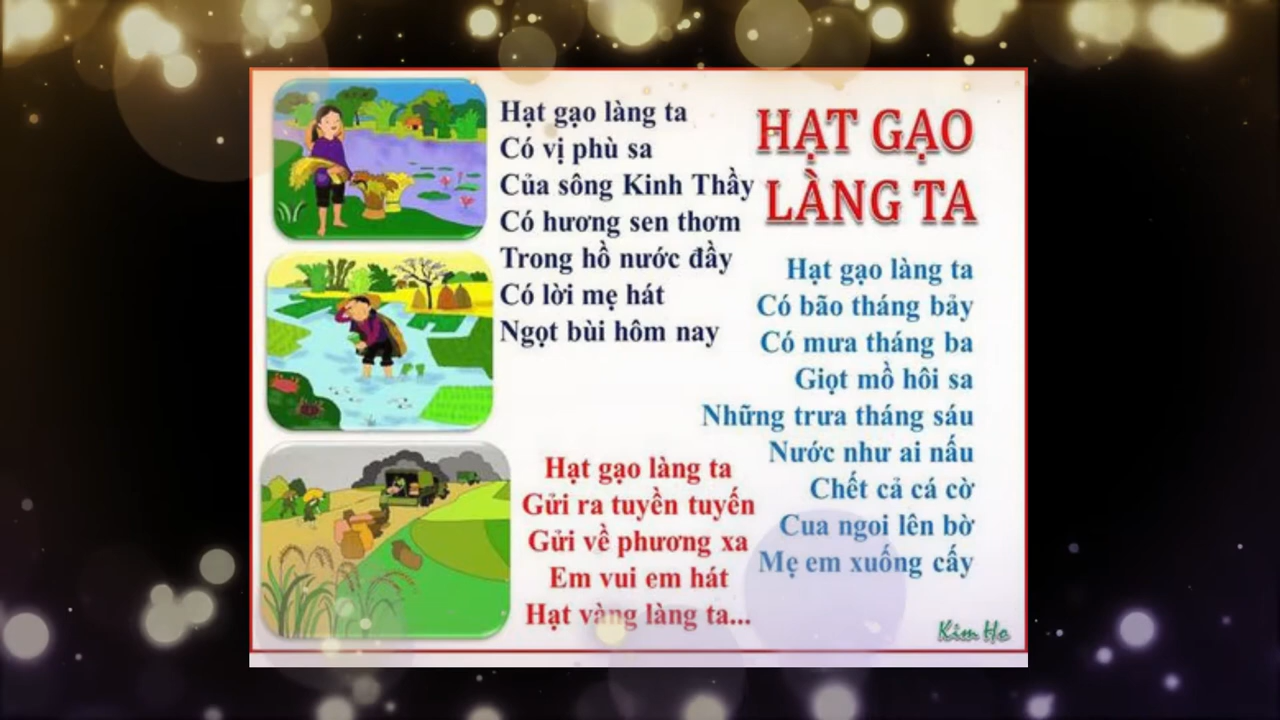 HẠT GẠO
LÀNG TA
Hạt gạo làng ta
Có vị phù sa
Của sông Kinh Thầy
Có hương sen thơm
Trong hồ nước đầy
Có lời mẹ hát
Ngọt bùi hôm nay
Hạt gạo làng ta
Có bão tháng bảy
Có mưa tháng ba
Giọt mồ hôi sa
Những trưa tháng sáu
Nước như ai nấu
Chết cả cá cờ
Cua ngoi lên bờ
Mẹ em xuống cấy
Hạt gạo làng ta
Gửi ra tuyền tuyến
Gửi về phương xa
Em vui em hát
Hạt vàng làng ta...
Kim Ho